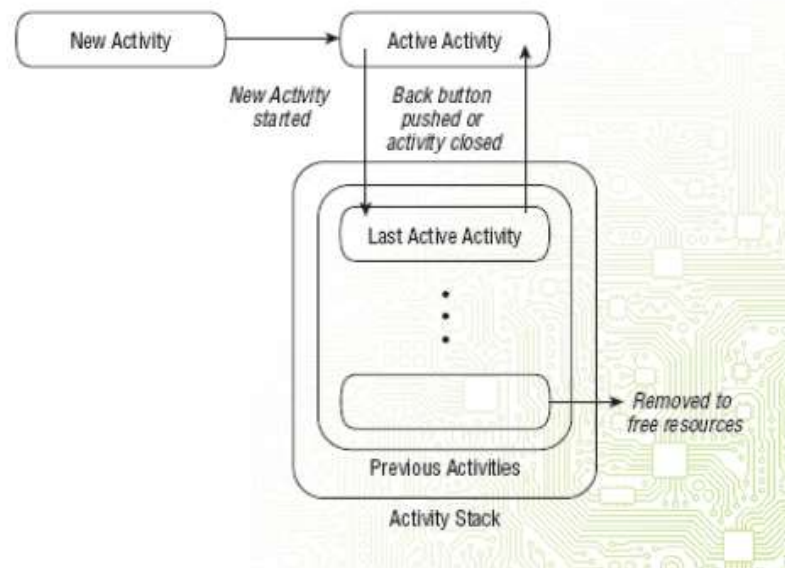 New Activity
Active Activity
New Activity
started
Back button
pushed or
activity closed
Last Active Activity
Removed to
free resources
Previous Activities
Activity Stack